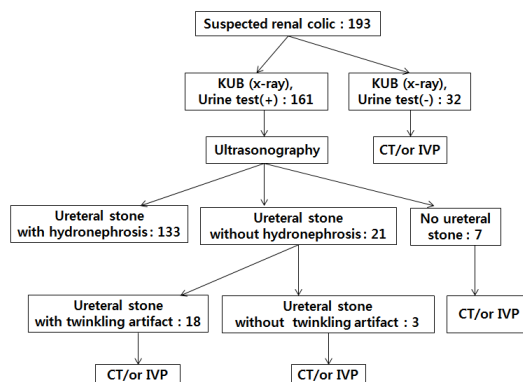 Suspected renal colic : 193
KUB (x-ray),
Urine test(+) : 161
KUB (x-ray),
Urine test(-) : 32
Ultrasonography
CT/or IVP
Ureteral stone
with hydronephrosis : 133
Ureteral stone
without hydronephrosis : 21
No ureteral
stone : 7
Ureteral stone
with twinkling artifact : 18
Ureteral stone
without twinkling artifact : 3
CT/or IVP
CT/or IVP
CT/or IVP